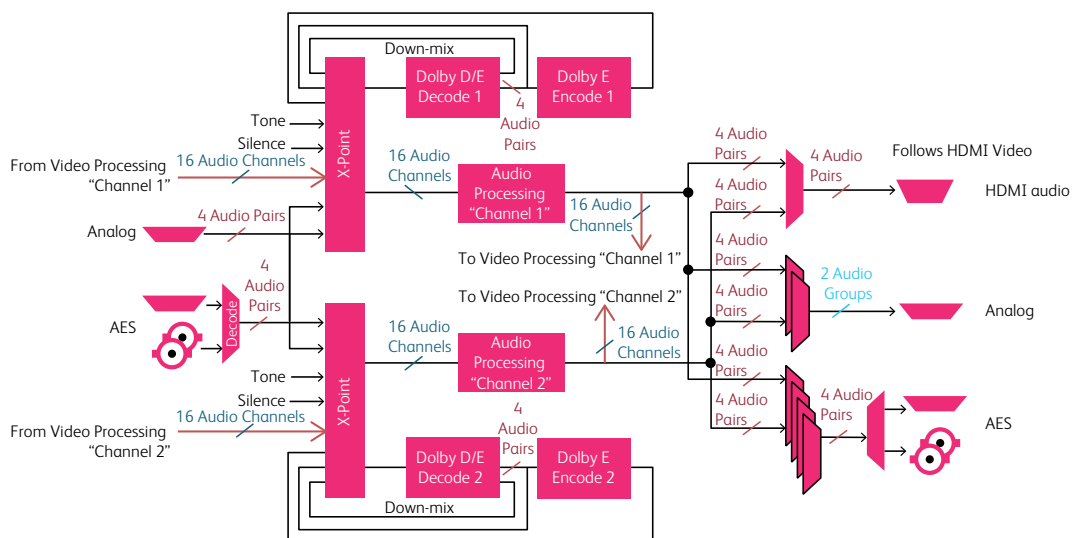 Down-mix
Dolby D/E
Decode 1
Dolby E
Encode 1
4
Audio
Pairs
Tone
Silence
From Video Processing
"Channel 1"
16 Audio Channels
X-Point
16 Audio
Channels
Audio
Processing
"Channel 1"
16 Audio
Channels
To Video Processing "Channel 1"
4 Audio
Pairs
4 Audio
Pairs
4 Audio
Pairs
Follows HDMI Video
HDMI audio
Analog
4 Audio Pairs
4
Audio
Pairs
AES
Decode
To Video Processing "Channel 2"
4 Audio
Pairs
4 Audio
Pairs
2 Audio
Groups
Analog
16 Audio
Channels
Audio
Processing
"Channel 2"
16 Audio
Channels
4 Audio
Pairs
4 Audio
Pairs
4 Audio
Pairs
AES
Tone
Silence
16 Audio Channels
From Video Processing
"Channel 2"
X-Point
4
Audio
Pairs
Dolby D/E
Decode 2
Dolby E
Encode 2
Down-mix